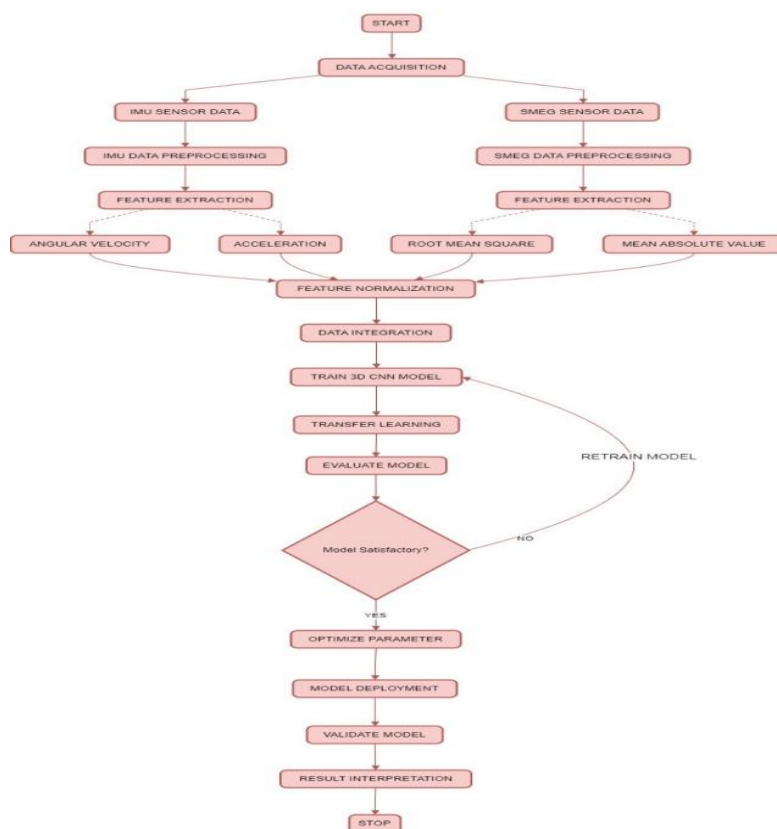 START
DATA ACQUISITION
IMU SENSOR DATA
SMEG SENSOR DATA
IMU DATA PREPROCESSING
SMEG DATA PREPROCESSING
FEATURE EXTRACTION
FEATURE EXTRACTION
ANGULAR VELOCITY
ACCELERATION
ROOT MEAN SQUARE
MEAN ABSOLUTE VALUE
FEATURE NORMALIZATION
DATA INTEGRATION
TRAIN 3D CNN MODEL
TRANSFER LEARNING
RETRAIN MODEL
EVALUATE MODEL
Model Satisfactory?
NO
YES
OPTIMIZE PARAMETER
MODEL DEPLOYMENT
VALIDATE MODEL
RESULT INTERPRETATION
STOP